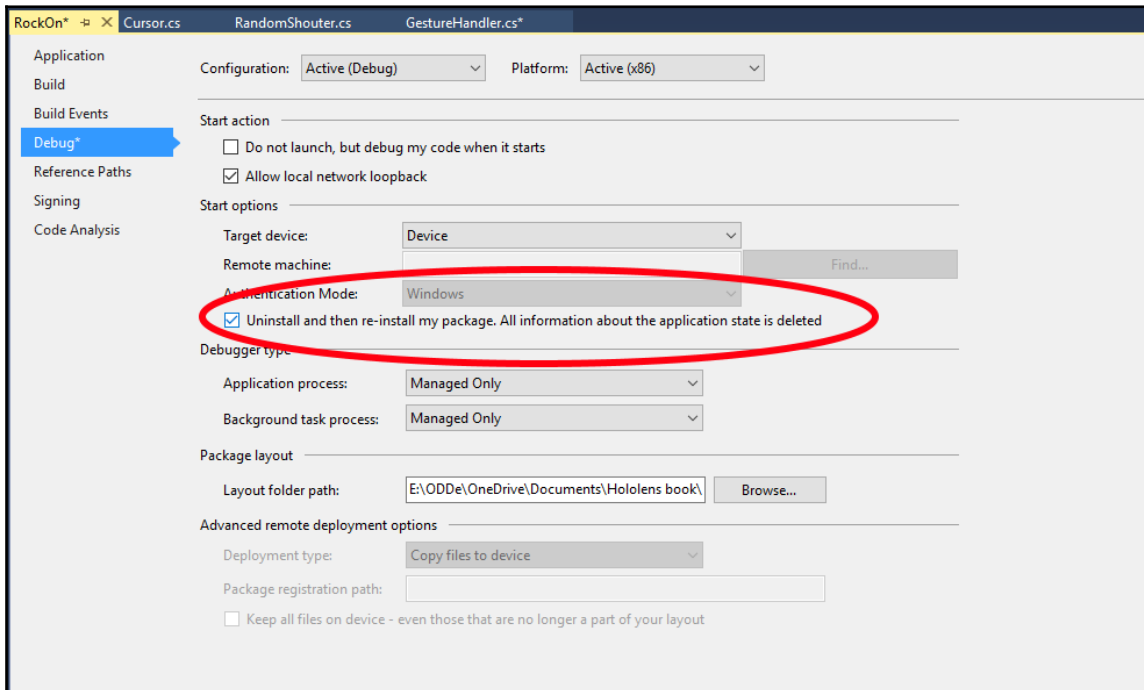 RockOn* Cursor.cs RandomShouter.cs GestureHandler.cs*
Application
Build
Build Events
Debug*
Reference Paths
Signing
Code Analysis
Configuration: Active (Debug) Platform: Active (x86)
Start action
Do not launch, but debug my code when it starts
Allow local network loopback
Start options
Target device: Device
Remote machine: Find...
Authentication Mode: Windows
Uninstall and then re-install my package. All information about the application state is deleted
Debugger type
Application process: Managed Only
Background task process: Managed Only
Package layout
Layout folder path: E:\ODDe\OneDrive\Documents\Hololens book\ Browse...
Advanced remote deployment options
Deployment type: Copy files to device
Package registration path:
Keep all files on device - even those that are no longer a part of your layout